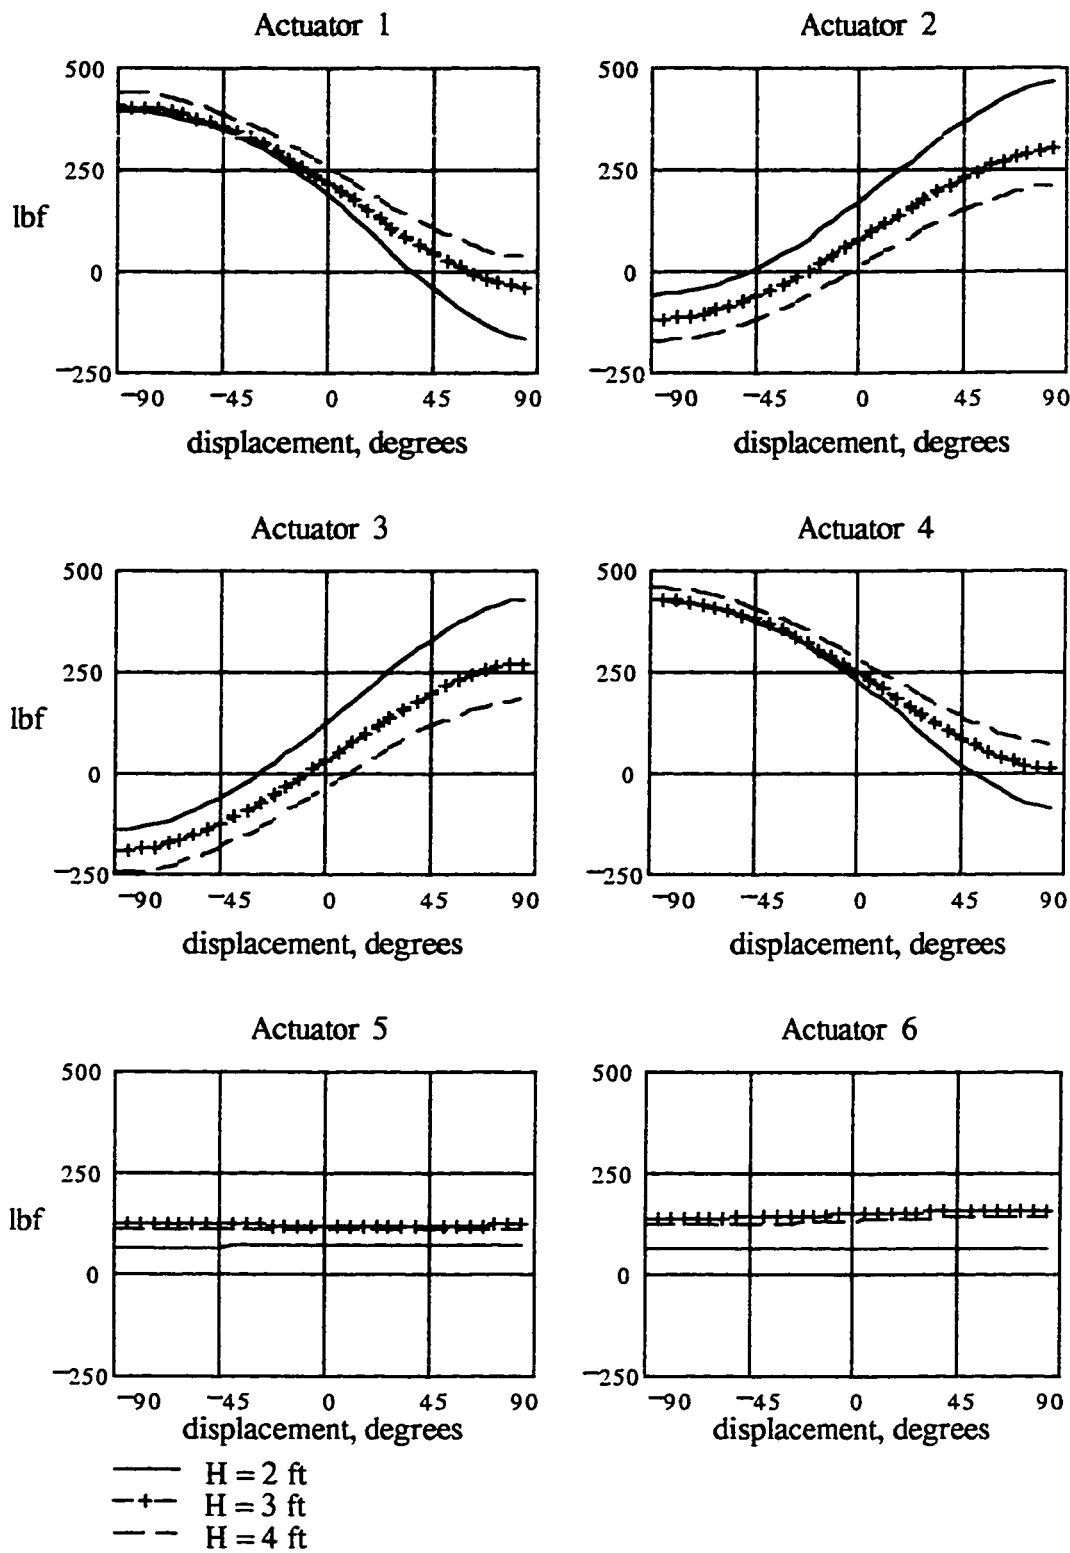 Actuator 1
Actuator 2
500
250
lbf
0
-250
-90 -45 0 45 90
displacement, degrees
500
250
0
-250
-90 -45 0 45 90
displacement, degrees
Actuator 3
Actuator 4
500
250
lbf
0
-250
-90 -45 0 45 90
displacement, degrees
500
250
0
-250
-90 -45 0 45 90
displacement, degrees
Actuator 5
Actuator 6
500
250
lbf
0
-250
-90 -45 0 45 90
displacement, degrees
500
250
0
-250
-90 -45 0 45 90
displacement, degrees
H = 2 ft
H = 3 ft
H = 4 ft